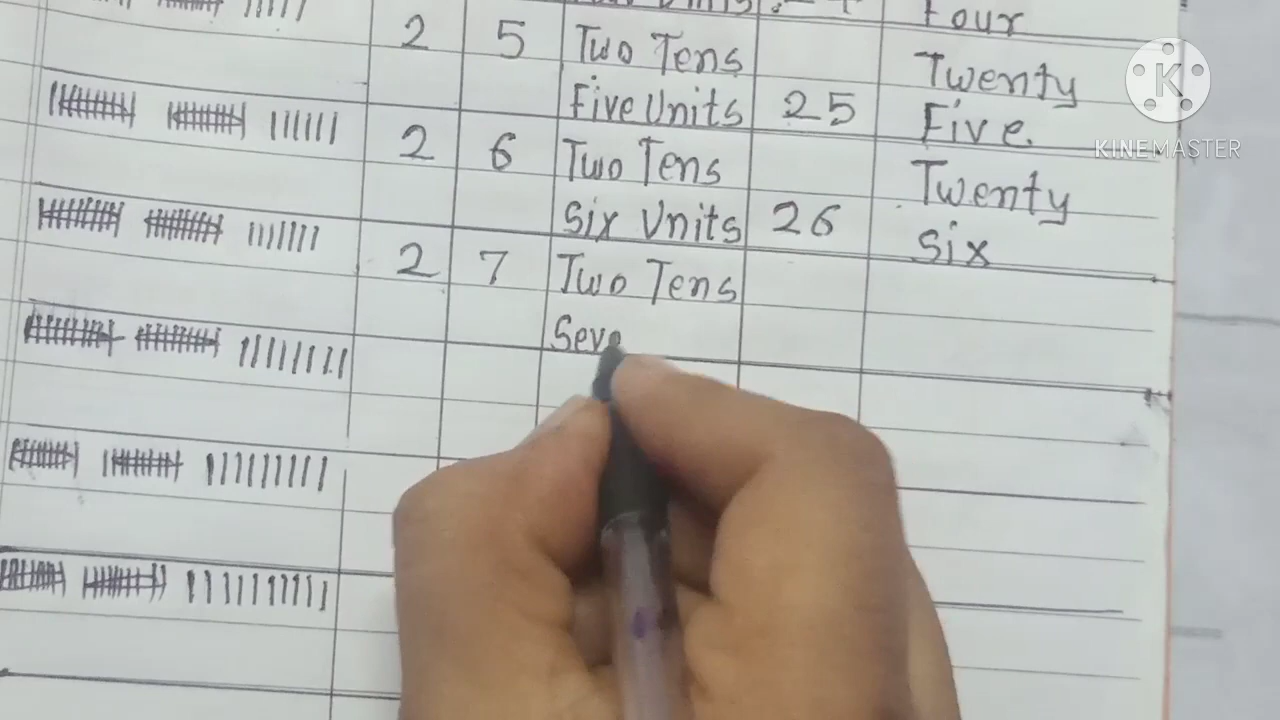 Four
2 5 Two Tens
Twenty
Five Units 25 Five
2 6 Two Tens
Twenty
Six Units 26 Six
2 7 Two Tens
Seve
K
KINEMASTER